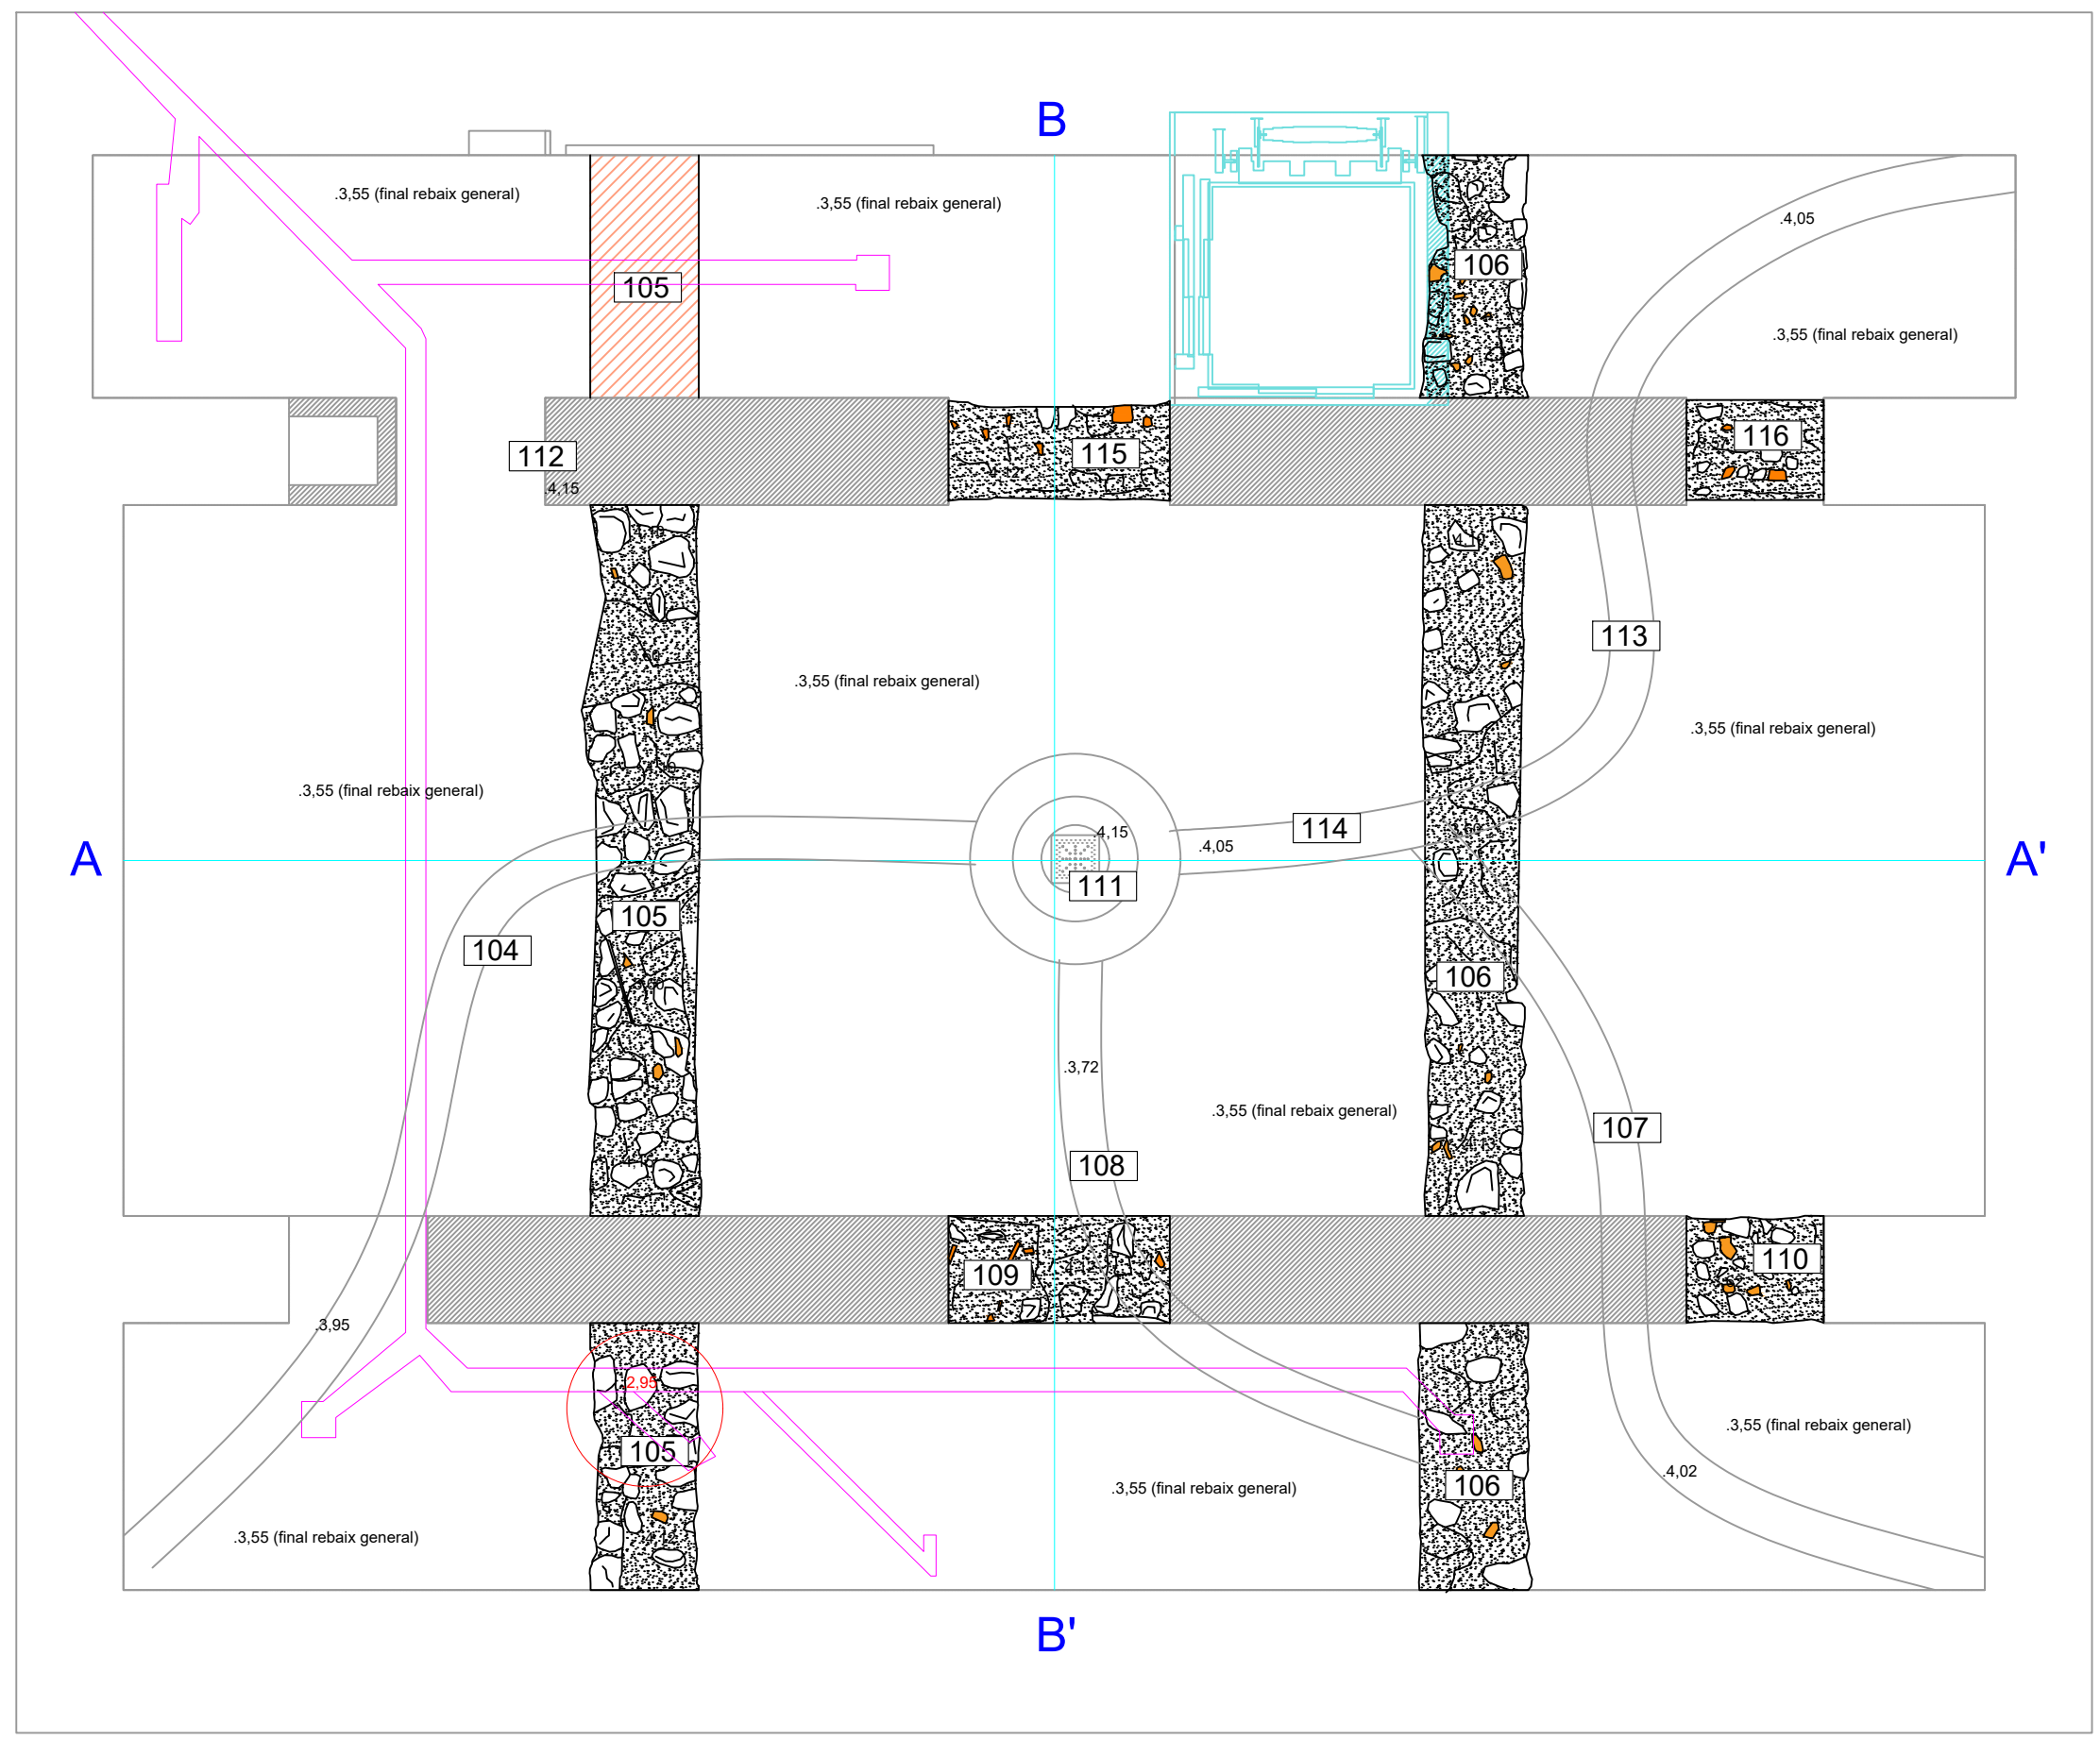 B
.3,55 (final rebaix general)
.3,55 (final rebaix general)
.4,05
106
105
.3,55 (final rebaix general)
116
112
115
.4,15
113
.3,55 (final rebaix general)
.3,55 (final rebaix general)
.3,55 (final rebaix general)
114
.4,15
.4,05
A
A'
111
105
104
106
.3,72
.3,55 (final rebaix general)
107
108
110
109
.3,95
2,95
.3,55 (final rebaix general)
105
.4,02
106
.3,55 (final rebaix general)
.3,55 (final rebaix general)
B'